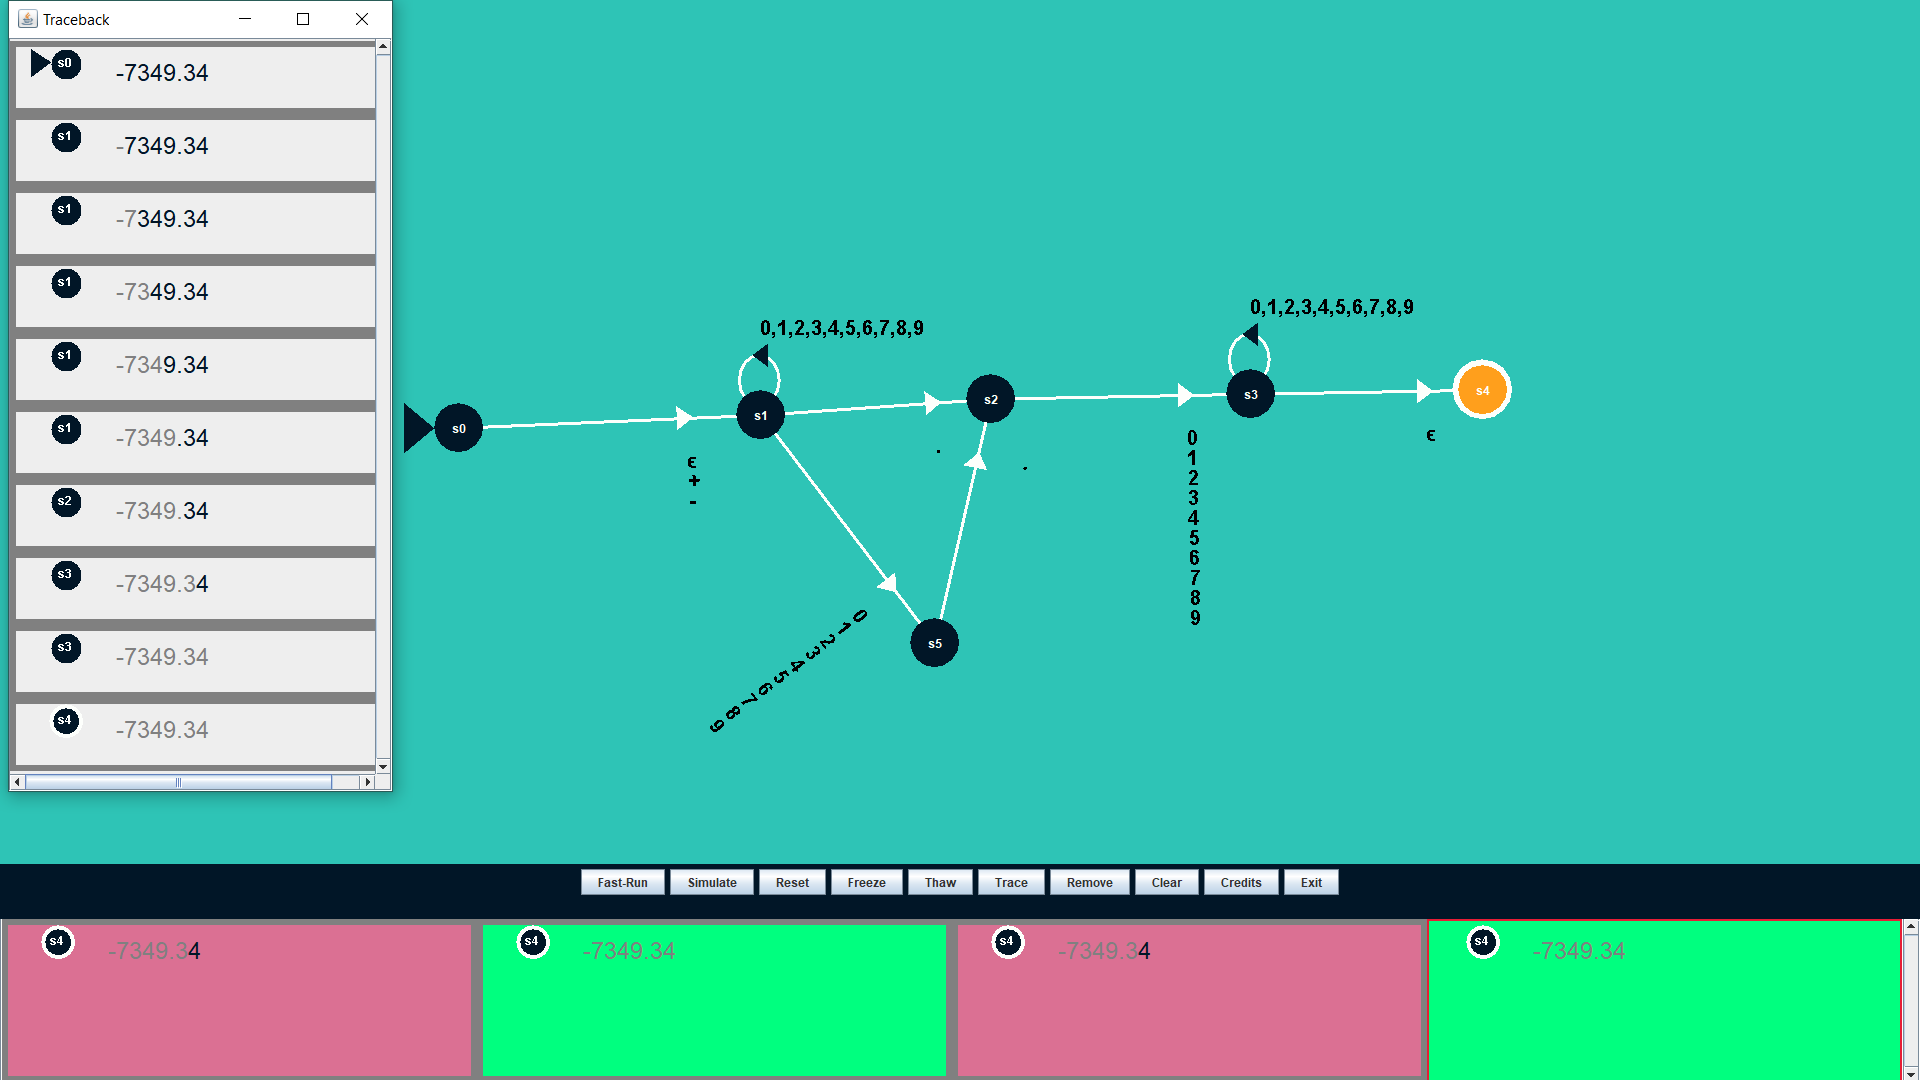 Traceback
s0 -7349.34
s1 -7349.34
s1 -7349.34
s1 -7349.34
s1 -7349.34
s1 -7349.34
s2 -7349.34
s3 -7349.34
s3 -7349.34
s4 -7349.34
0,1,2,3,4,5,6,7,8,9
0,1,2,3,4,5,6,7,8,9
s0
s1
s2
s3
s4
s5
ε
+
-
.
.
0
1
2
3
4
5
6
7
8
9
ε
0
1
2
3
4
5
6
7
8
9
Fast-Run Simulate Reset Freeze Thaw Trace Remove Clear Credits Exit
s4 -7349.34 s4 -7349.34 s4 -7349.34 s4 -7349.34